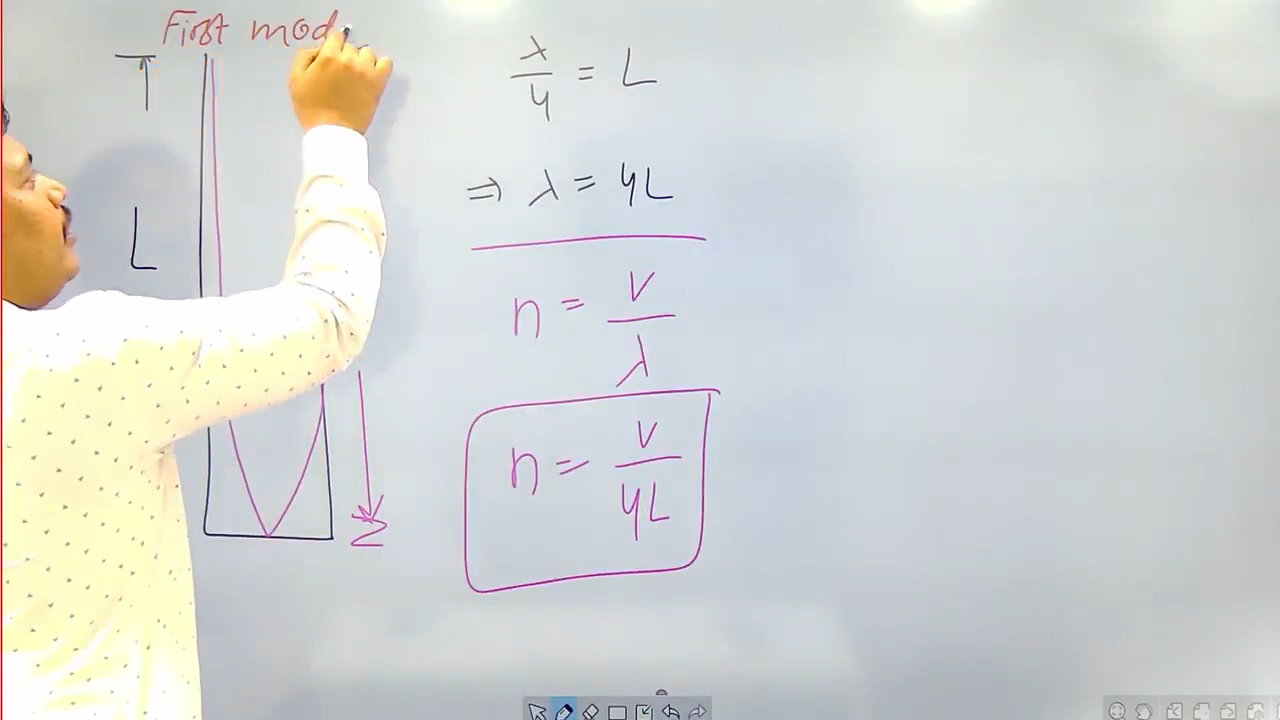 First mod
λ/4 = L
L
⇒ λ = 4L
n = v/λ
n = v/4L
N